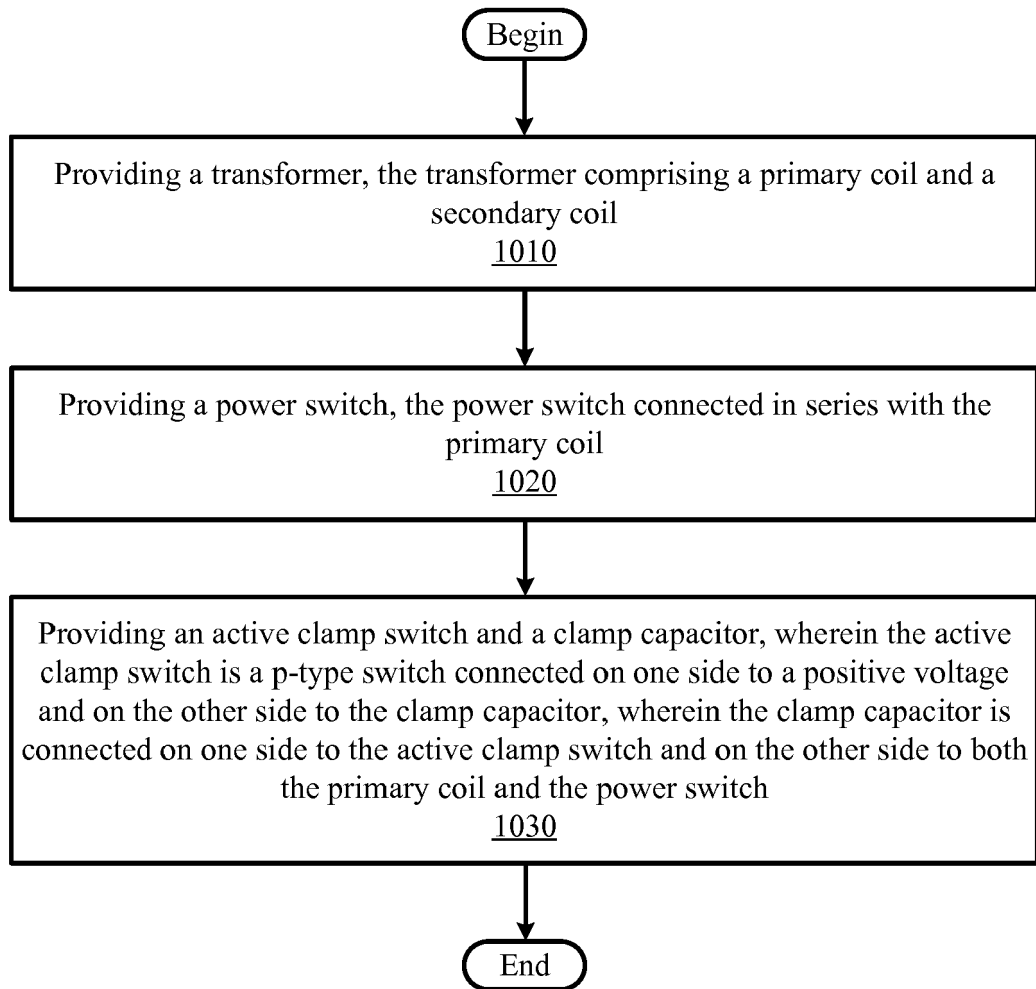 Begin
Providing a transformer, the transformer comprising a primary coil and a
secondary coil
1010
Providing a power switch, the power switch connected in series with the
primary coil
1020
Providing an active clamp switch and a clamp capacitor, wherein the active
clamp switch is a p-type switch connected on one side to a positive voltage
and on the other side to the clamp capacitor, wherein the clamp capacitor is
connected on one side to the active clamp switch and on the other side to both
the primary coil and the power switch
1030
End